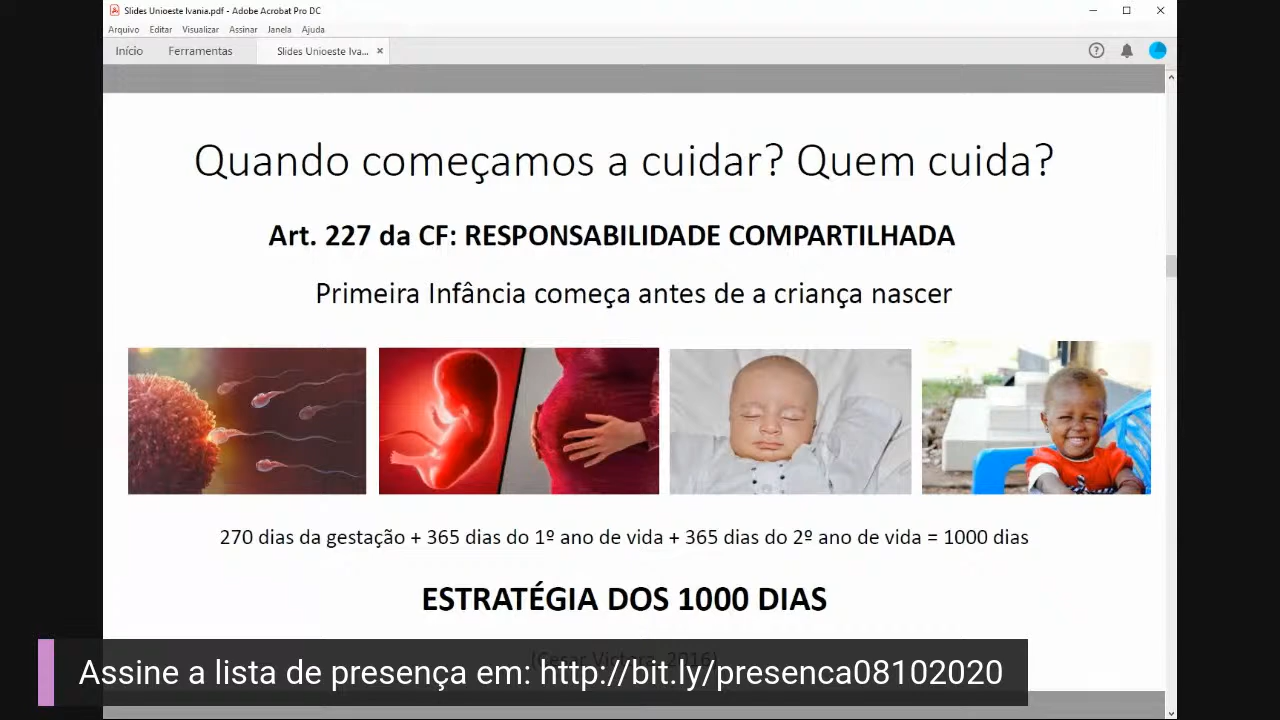 Slides Unioeste Ivania.pdf - Adobe Acrobat Pro DC
Arquivo Editar Visualizar Assinar Janela Ajuda
Início Ferramentas Slides Unioeste Iva...
Quando começamos a cuidar? Quem cuida?
Art. 227 da CF: RESPONSABILIDADE COMPARTILHADA
Primeira Infância começa antes de a criança nascer
270 dias da gestação + 365 dias do 1º ano de vida + 365 dias do 2º ano de vida = 1000 dias
ESTRATÉGIA DOS 1000 DIAS
(Cesar Victora, 2016)
Assine a lista de presença em: http://bit.ly/presenca08102020